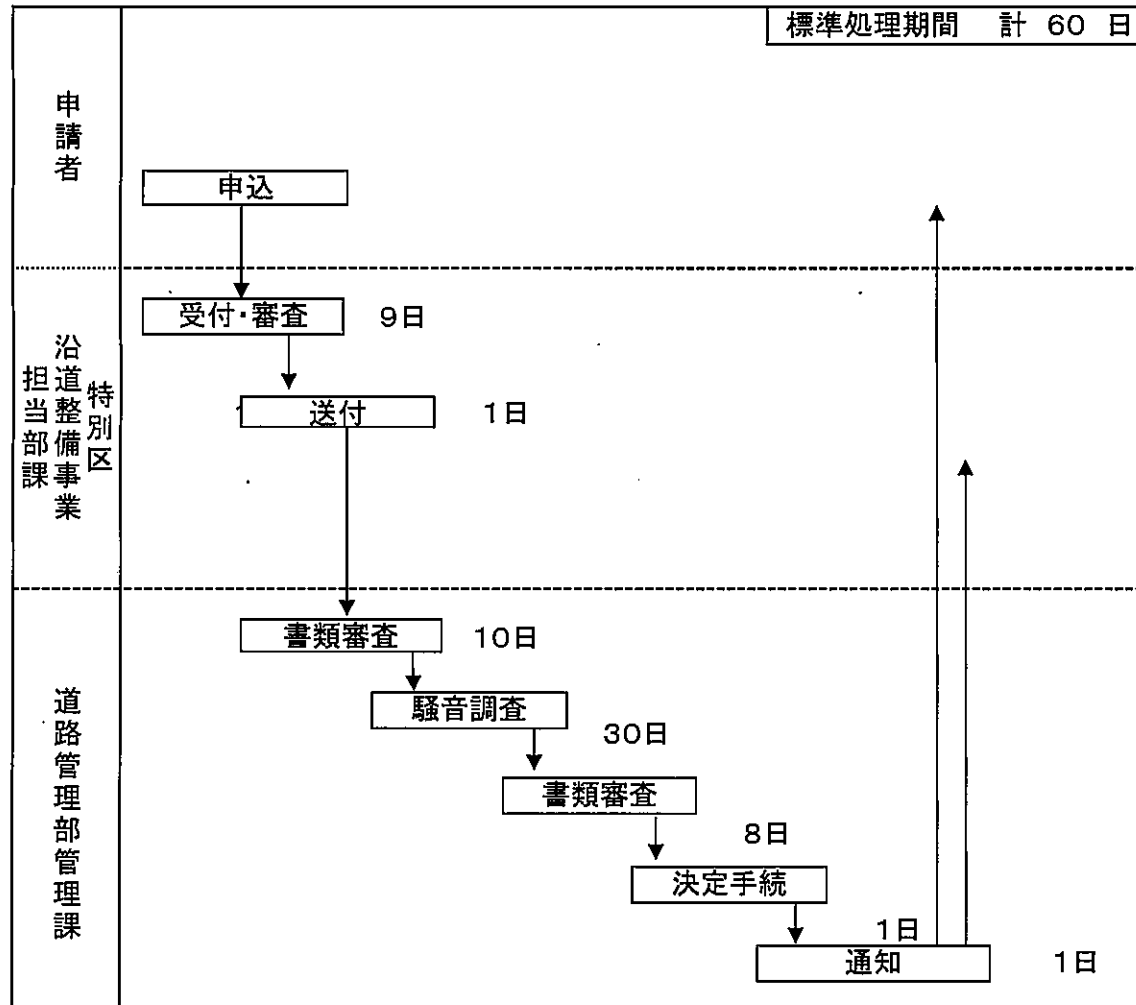 標準処理期間 計 60 日
申請者
申込
特別区
沿道整備事業
担当部課
受付・審査 9日
送付 1日
道路管理部管理課
書類審査 10日
騒音調査
30日
書類審査
8日
決定手続
1日
通知 1日